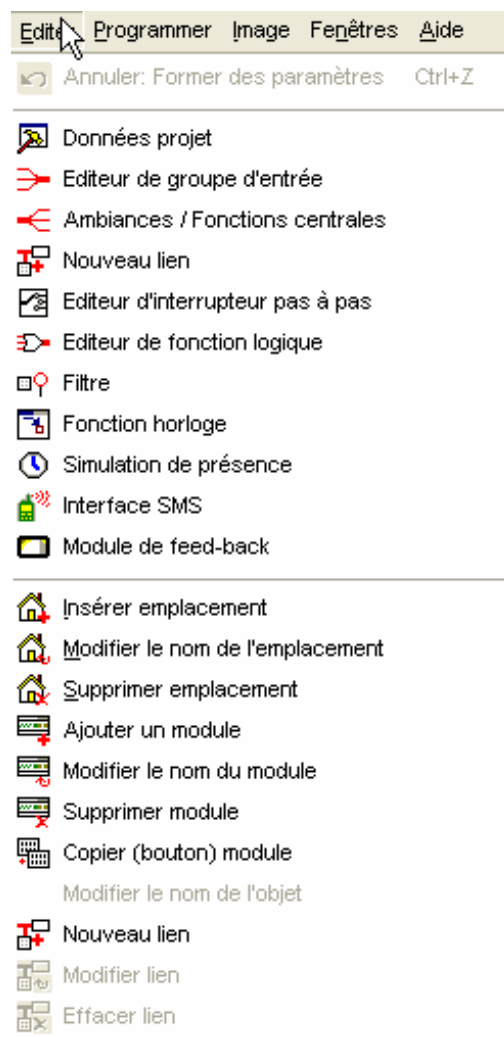 Edite Programmer Image Fenêtres Aide
Annuler: Former des paramètres Ctrl+Z
Données projet
Editeur de groupe d'entrée
Ambiances / Fonctions centrales
Nouveau lien
Editeur d'interrupteur pas à pas
Editeur de fonction logique
Filtre
Fonction horloge
Simulation de présence
Interface SMS
Module de feed-back
Insérer emplacement
Modifier le nom de l'emplacement
Supprimer emplacement
Ajouter un module
Modifier le nom du module
Supprimer module
Copier (bouton) module
Modifier le nom de l'objet
Nouveau lien
Modifier lien
Effacer lien